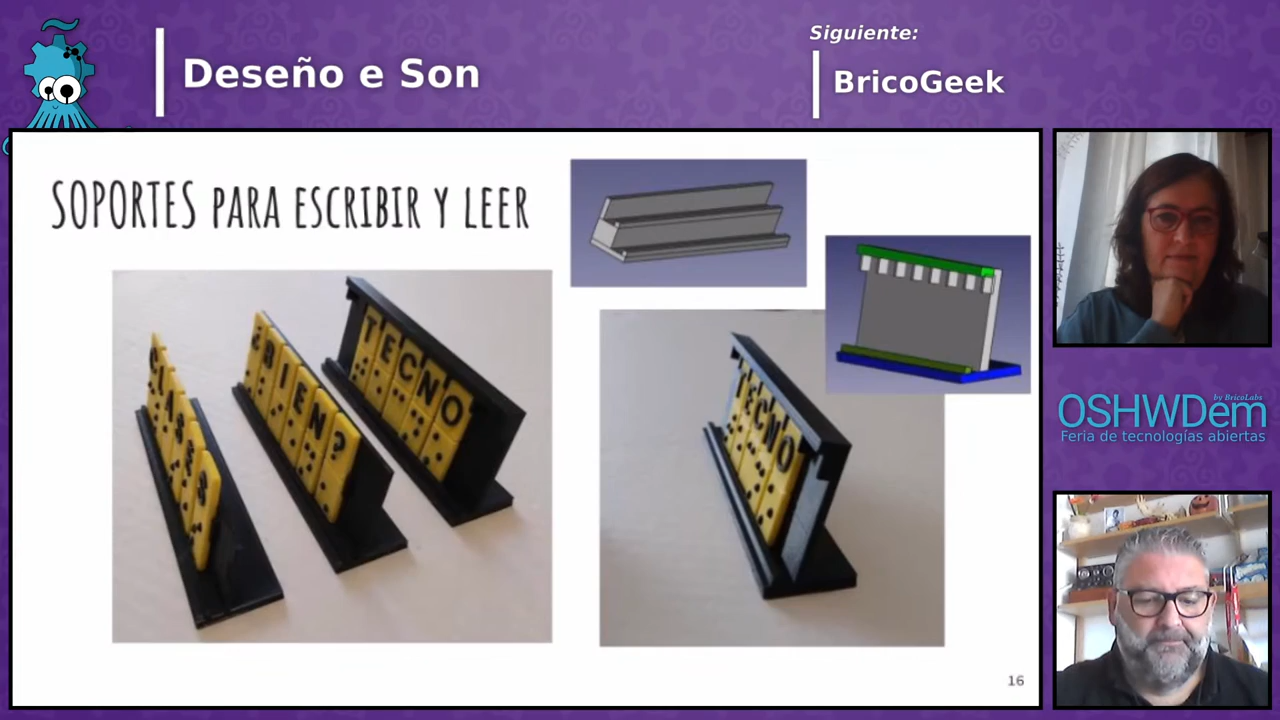 Deseño e Son
Siguiente:
BricoGeek
SOPORTES PARA ESCRIBIR Y LEER
¿BIEN?
TECNO
TECNO
16
by BricoLabs
OSHWDem
Feria de tecnologías abiertas